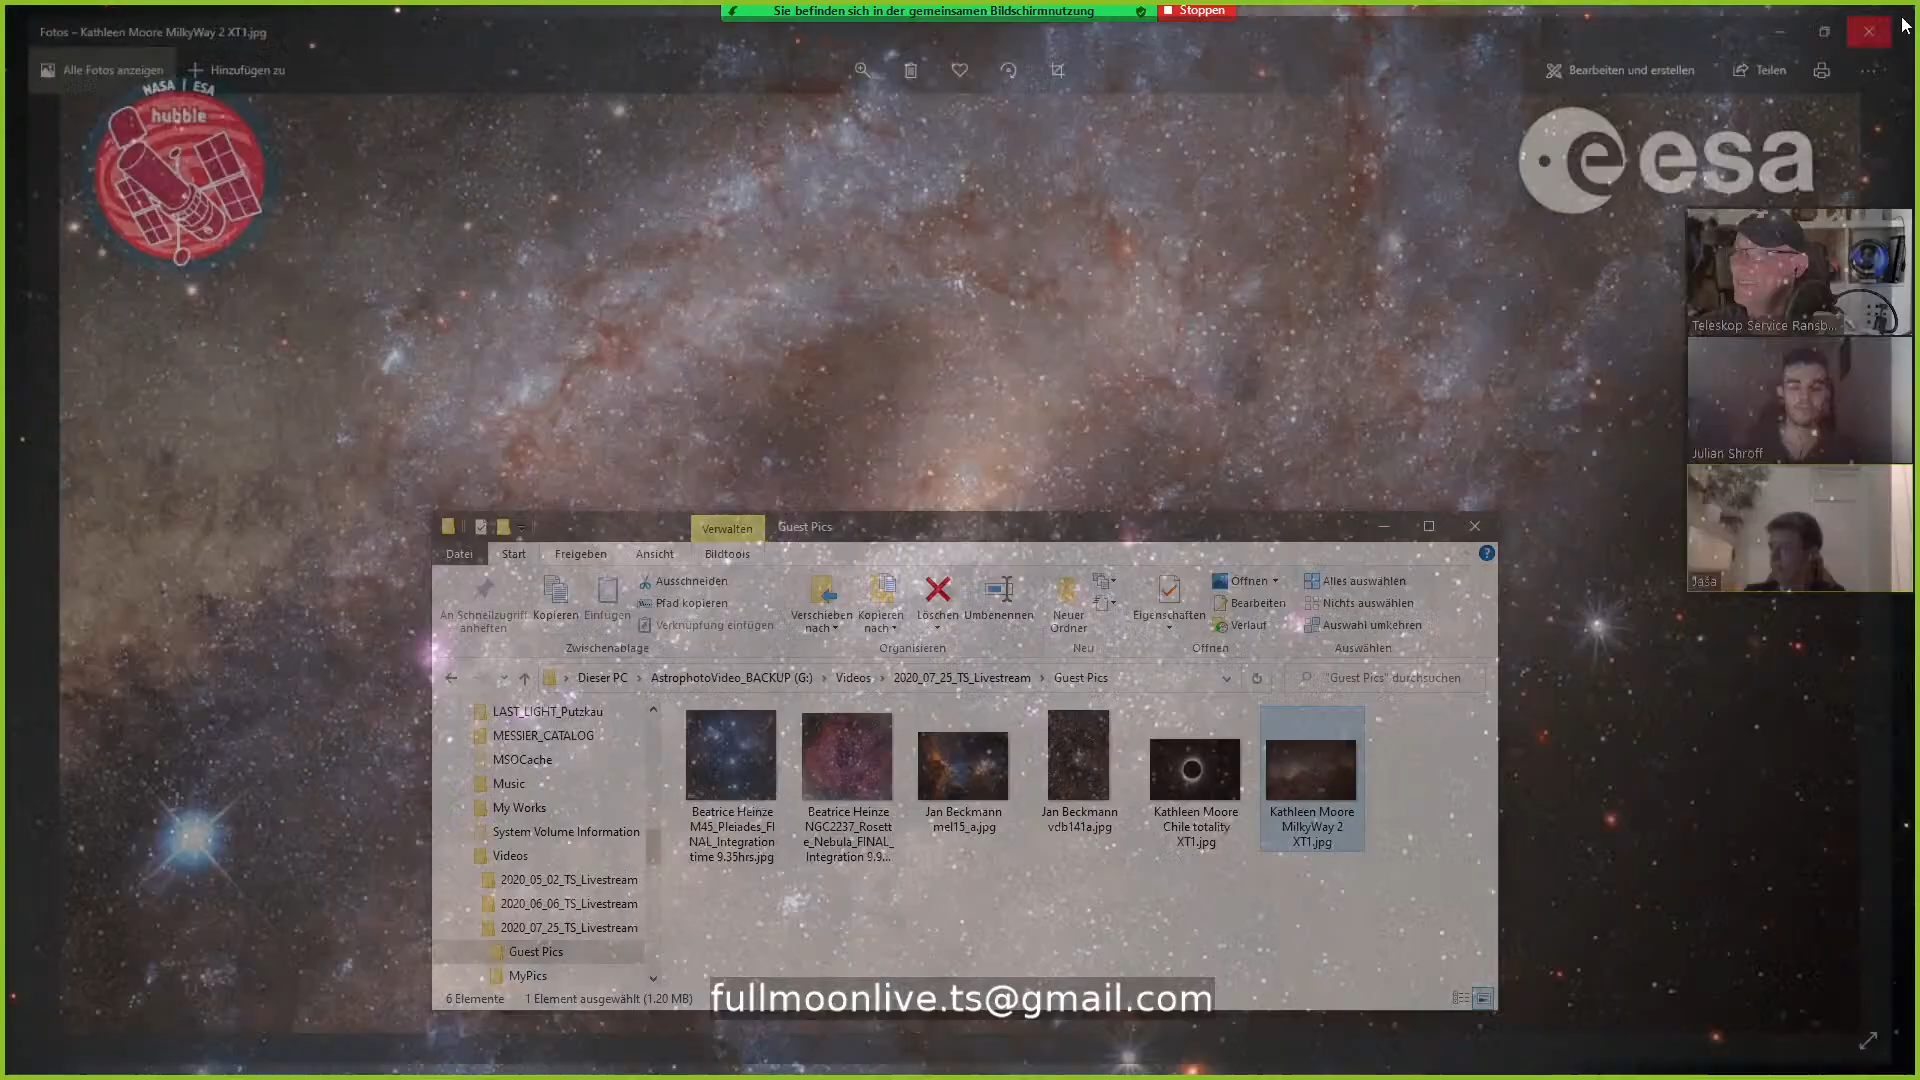 Sie befinden sich in der gemeinsamen Bildschirmnutzung
Stoppen
Fotos – Kathleen Moore MilkyWay 2 XT1.jpg
Alle Fotos anzeigen
Hinzufügen zu
Bearbeiten und erstellen
Teilen
NASA | ESA
hubble
esa
Teleskop Service Ransb...
Julian Shroff
Jaša
Verwalten
Guest Pics
Datei
Start
Freigeben
Ansicht
Bildtools
An Schnellzugriff
anheften
Kopieren
Einfügen
Ausschneiden
Pfad kopieren
Verknüpfung einfügen
Verschieben
nach
Kopieren
nach
Löschen
Umbenennen
Neuer
Ordner
Eigenschaften
Öffnen
Bearbeiten
Verlauf
Alles auswählen
Nichts auswählen
Auswahl umkehren
Zwischenablage
Organisieren
Neu
Öffnen
Auswählen
Dieser PC
AstrophotoVideo_BACKUP (G:)
Videos
2020_07_25_TS_Livestream
Guest Pics
"Guest Pics" durchsuchen
LAST_LIGHT_Putzkau
MESSIER_CATALOG
MSOCache
Music
My Works
System Volume Information
Videos
2020_05_02_TS_Livestream
2020_06_06_TS_Livestream
2020_07_25_TS_Livestream
Guest Pics
MyPics
Beatrice Heinze
M45_Pleiades_FI
NAL_Integration
time 9.35hrs.jpg
Beatrice Heinze
NGC2237_Rosett
e_Nebula_FINAL_
Integration 9.9...
Jan Beckmann
mel15_a.jpg
Jan Beckmann
vdb141a.jpg
Kathleen Moore
Chile totality
XT1.jpg
Kathleen Moore
MilkyWay 2
XT1.jpg
6 Elemente
1 Element ausgewählt (1.20 MB)
fullmoonlive.ts@gmail.com